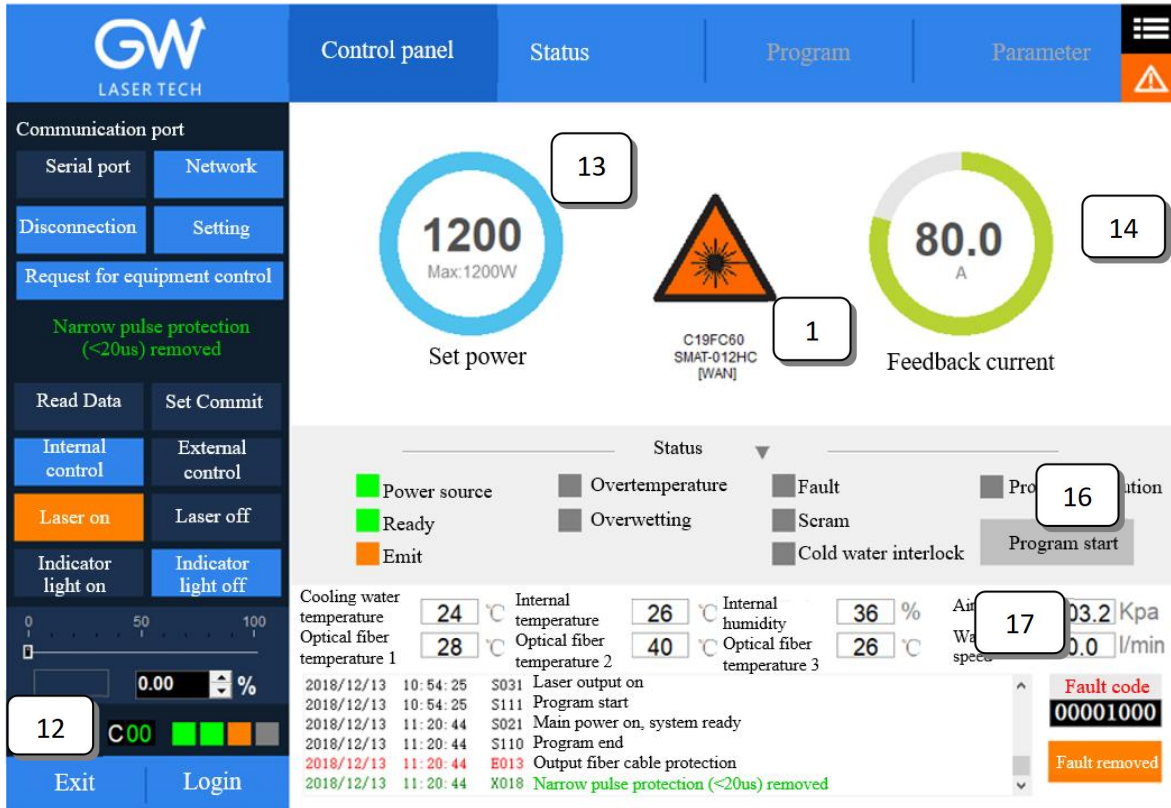 GW
LASER TECH
Control panel
Status
Program
Parameter
Communication port
Serial port
Network
Disconnection
Setting
Request for equipment control
Narrow pulse protection
(<20us) removed
Read Data
Set Commit
Internal
control
External
control
Laser on
Laser off
Indicator
light on
Indicator
light off
0 50 100
0.00 %
12
C00
Exit
Login
13
1200
Max:1200W
Set power
1
C19FC60
SMAT-012HC
[WAN]
14
80.0
A
Feedback current
Status
Power source
Overtemperature
Fault
Ready
Overwetting
Scram
Emit
Cold water interlock
16
Program start
Cooling water
temperature
24 ℃
Internal
temperature
26 ℃
Internal
humidity
36 %
17
Kpa
Optical fiber
temperature 1
28 ℃
Optical fiber
temperature 2
40 ℃
Optical fiber
temperature 3
26 ℃
speed
l/min
2018/12/13 10:54:25 S031 Laser output on
2018/12/13 10:54:25 S111 Program start
2018/12/13 11:20:44 S021 Main power on, system ready
2018/12/13 11:20:44 S110 Program end
2018/12/13 11:20:44 E013 Output fiber cable protection
2018/12/13 11:20:44 X018 Narrow pulse protection (<20us) removed
Fault code
00001000
Fault removed